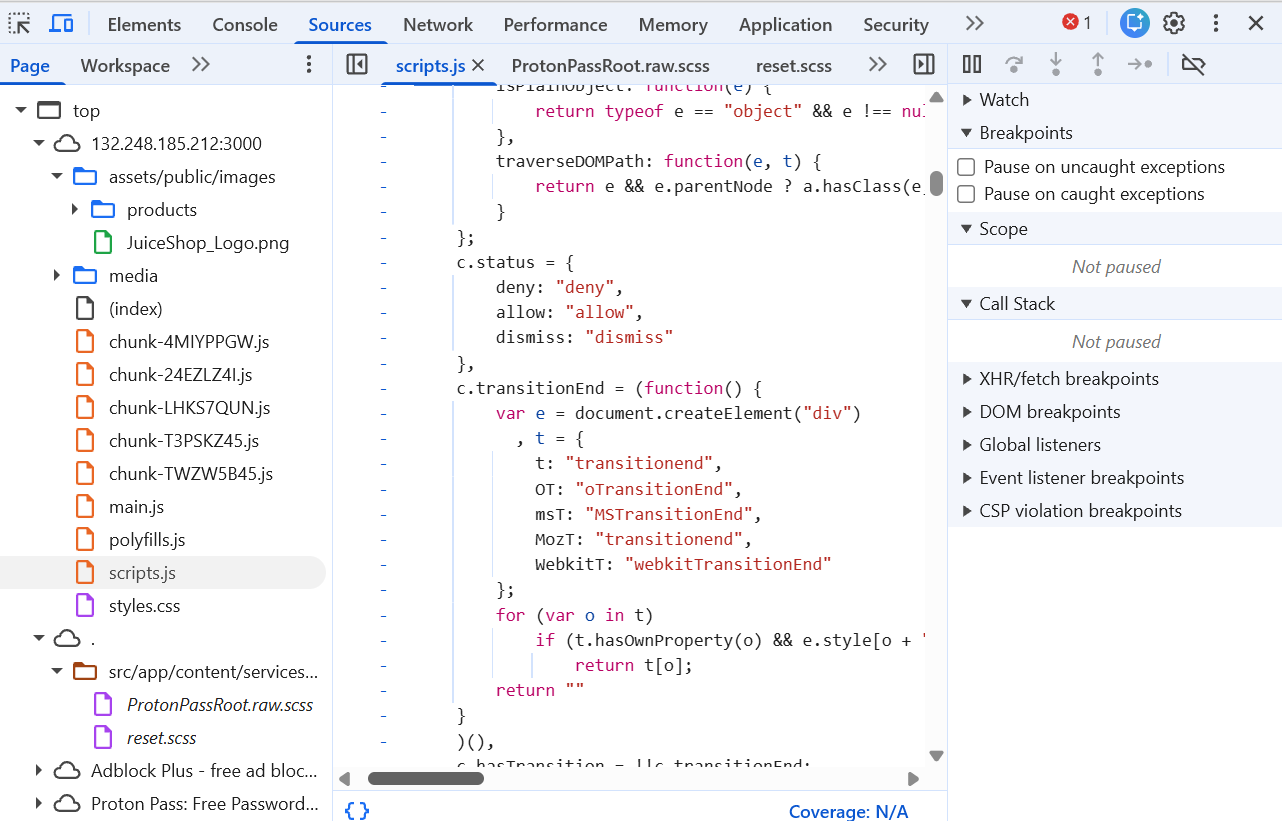 Elements Console Sources Network Performance Memory Application Security 1
Page Workspace scripts.js ProtonPassRoot.raw.scss reset.scss
top
132.248.185.212:3000
assets/public/images
products
JuiceShop_Logo.png
media
(index)
chunk-4MIYPPGW.js
chunk-24EZLZ4I.js
chunk-LHKS7QUN.js
chunk-T3PSKZ45.js
chunk-TWZW5B45.js
main.js
polyfills.js
scripts.js
styles.css
.
src/app/content/services...
ProtonPassRoot.raw.scss
reset.scss
Adblock Plus - free ad bloc...
Proton Pass: Free Password...
isPlainObject: function(e) {
- return typeof e == "object" && e !== nul
- },
- traverseDOMPath: function(e, t) {
- return e && e.parentNode ? a.hasClass(e,
- }
- };
- c.status = {
- deny: "deny",
- allow: "allow",
- dismiss: "dismiss"
- },
- c.transitionEnd = (function() {
- var e = document.createElement("div")
- , t = {
- t: "transitionend",
- OT: "oTransitionEnd",
- msT: "MSTransitionEnd",
- MozT: "transitionend",
- WebkitT: "webkitTransitionEnd"
- };
- for (var o in t)
- if (t.hasOwnProperty(o) && e.style[o + "
- return t[o];
- return ""
- }
- )(),
c.hasTransition = !!c.transitionEnd;
{} Coverage: N/A
Watch
Breakpoints
Pause on uncaught exceptions
Pause on caught exceptions
Scope
Not paused
Call Stack
Not paused
XHR/fetch breakpoints
DOM breakpoints
Global listeners
Event listener breakpoints
CSP violation breakpoints